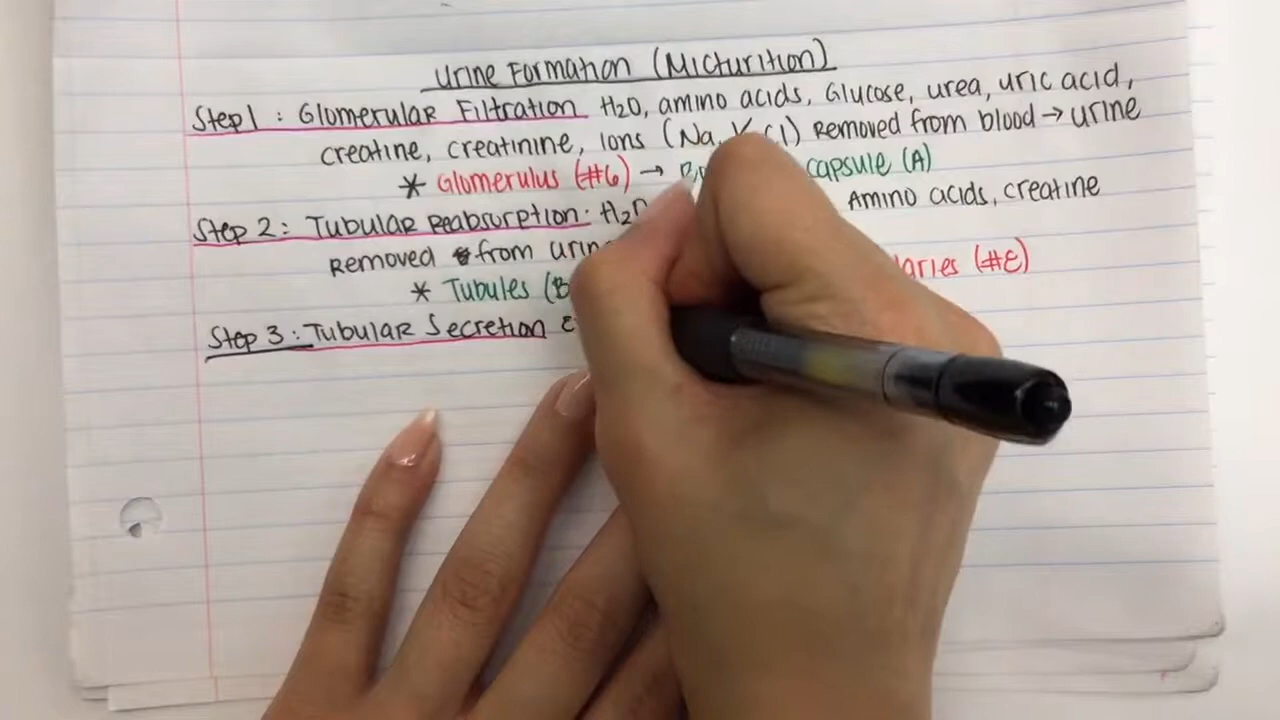 Urine Formation (Micturition)
Step 1: Glomerular Filtration H2O, amino acids, Glucose, urea, uric acid,
creatine, creatinine, Ions (Na, Cl) Removed from blood → urine
* Glomerulus (#6) → capsule (A)
Step 2: Tubular Reabsorption: H2O Amino acids, creatine
Removed from
* Tubules (B (#E)
Step 3: Tubular Secretion